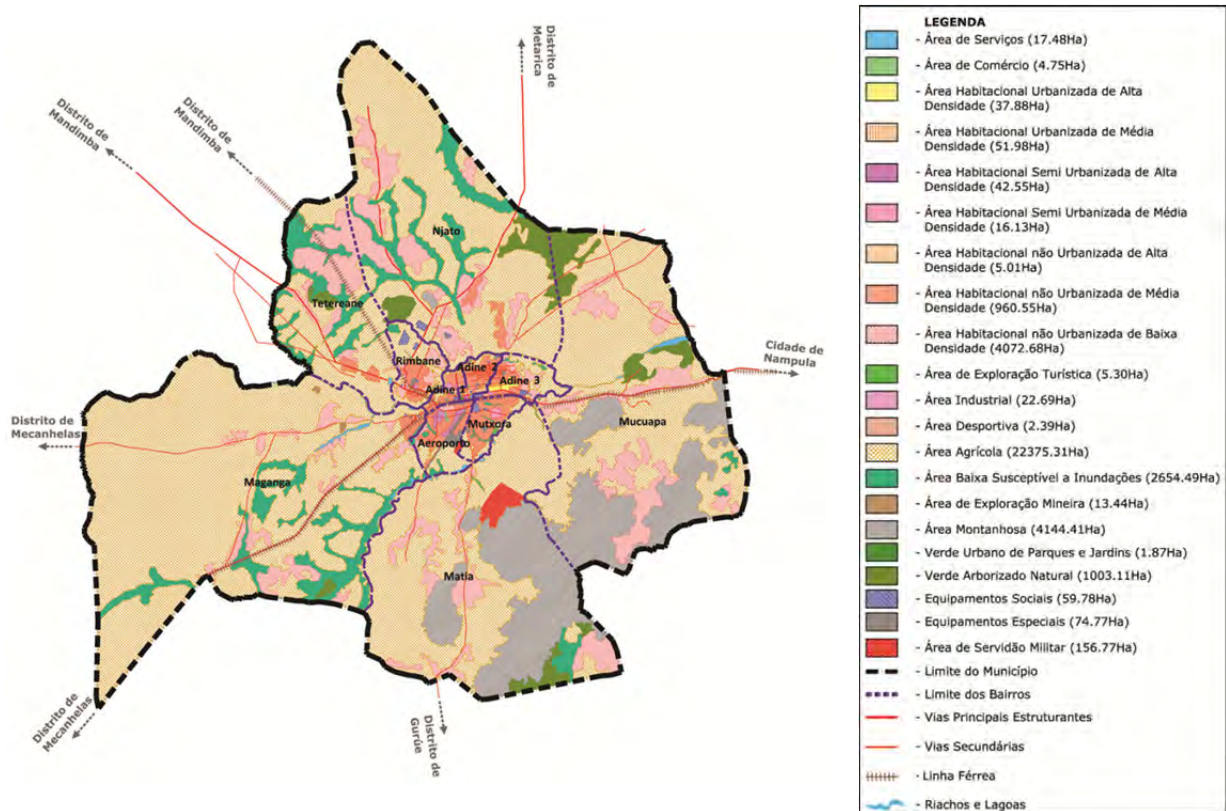 Distrito de
Metarica
Distrito de
Mandimba
Distrito de
Mandimba
Njato
Tetereane
Rimbane
Adine 2
Adine 1
Adine 3
Cidade de
Nampula
Distrito de
Mecanhelas
Mutxora
Mucuapa
Aeroporto
Maganga
Matia
Distrito de
Mecanhelas
Distrito de
Gurúe
LEGENDA
- Área de Serviços (17.48Ha)
- Área de Comércio (4.75Ha)
- Área Habitacional Urbanizada de Alta
Densidade (37.88Ha)
- Área Habitacional Urbanizada de Média
Densidade (51.98Ha)
- Área Habitacional Semi Urbanizada de Alta
Densidade (42.55Ha)
- Área Habitacional Semi Urbanizada de Média
Densidade (16.13Ha)
- Área Habitacional não Urbanizada de Alta
Densidade (5.01Ha)
- Área Habitacional não Urbanizada de Média
Densidade (960.55Ha)
- Área Habitacional não Urbanizada de Baixa
Densidade (4072.68Ha)
- Área de Exploração Turística (5.30Ha)
- Área Industrial (22.69Ha)
- Área Desportiva (2.39Ha)
- Área Agrícola (22375.31Ha)
- Área Baixa Susceptível a Inundações (2654.49Ha)
- Área de Exploração Mineira (13.44Ha)
- Área Montanhosa (4144.41Ha)
- Verde Urbano de Parques e Jardins (1.87Ha)
- Verde Arborizado Natural (1003.11Ha)
- Equipamentos Sociais (59.78Ha)
- Equipamentos Especiais (74.77Ha)
- Área de Servidão Militar (156.77Ha)
- Limite do Município
- Limite dos Bairros
- Vias Principais Estruturantes
- Vias Secundárias
- Linha Férrea
- Riachos e Lagoas